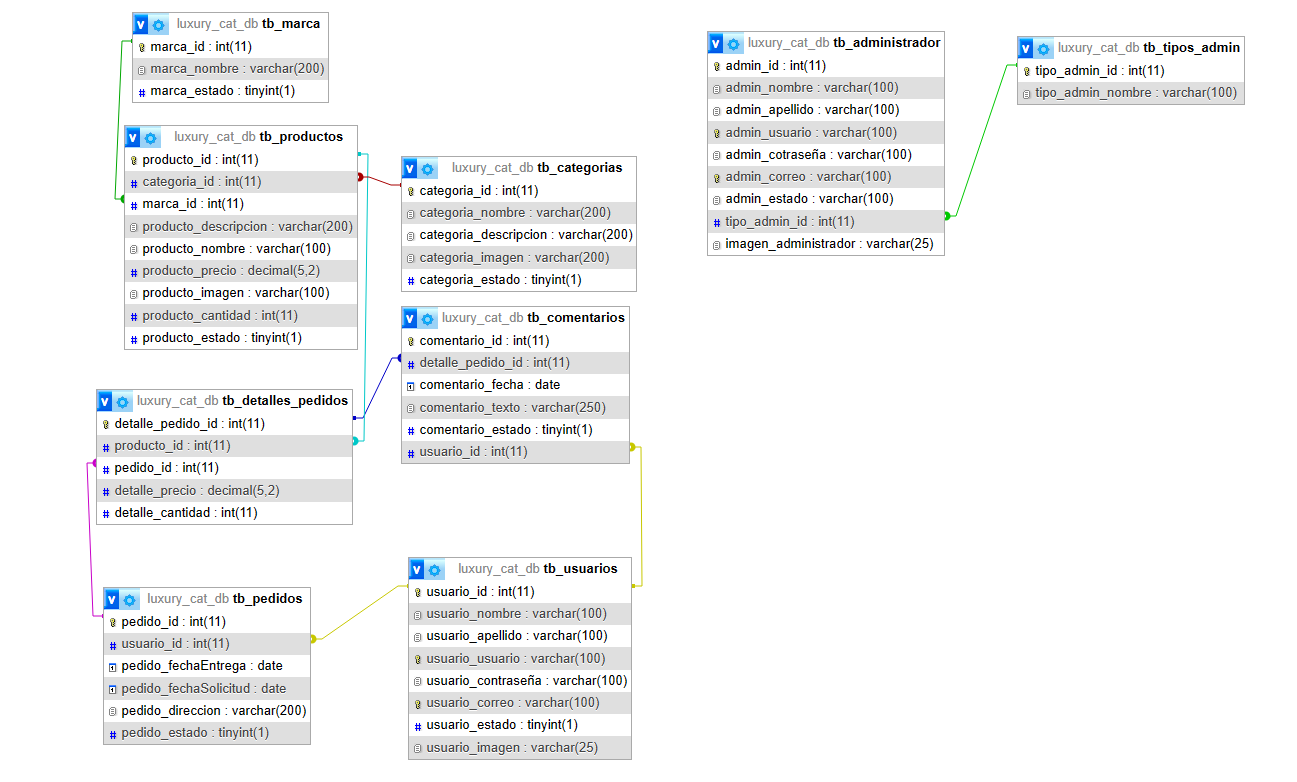 luxury_cat_db tb_marca
marca_id : int(11)
marca_nombre : varchar(200)
marca_estado : tinyint(1)
luxury_cat_db tb_productos
producto_id : int(11)
categoria_id : int(11)
marca_id : int(11)
producto_descripcion : varchar(200)
producto_nombre : varchar(100)
producto_precio : decimal(5,2)
producto_imagen : varchar(100)
producto_cantidad : int(11)
producto_estado : tinyint(1)
luxury_cat_db tb_categorias
categoria_id : int(11)
categoria_nombre : varchar(200)
categoria_descripcion : varchar(200)
categoria_imagen : varchar(200)
categoria_estado : tinyint(1)
luxury_cat_db tb_comentarios
comentario_id : int(11)
detalle_pedido_id : int(11)
comentario_fecha : date
comentario_texto : varchar(250)
comentario_estado : tinyint(1)
usuario_id : int(11)
luxury_cat_db tb_detalles_pedidos
detalle_pedido_id : int(11)
producto_id : int(11)
pedido_id : int(11)
detalle_precio : decimal(5,2)
detalle_cantidad : int(11)
luxury_cat_db tb_pedidos
pedido_id : int(11)
usuario_id : int(11)
pedido_fechaEntrega : date
pedido_fechaSolicitud : date
pedido_direccion : varchar(200)
pedido_estado : tinyint(1)
luxury_cat_db tb_usuarios
usuario_id : int(11)
usuario_nombre : varchar(100)
usuario_apellido : varchar(100)
usuario_usuario : varchar(100)
usuario_contraseña : varchar(100)
usuario_correo : varchar(100)
usuario_estado : tinyint(1)
usuario_imagen : varchar(25)
luxury_cat_db tb_administrador
admin_id : int(11)
admin_nombre : varchar(100)
admin_apellido : varchar(100)
admin_usuario : varchar(100)
admin_cotraseña : varchar(100)
admin_correo : varchar(100)
admin_estado : varchar(100)
tipo_admin_id : int(11)
imagen_administrador : varchar(25)
luxury_cat_db tb_tipos_admin
tipo_admin_id : int(11)
tipo_admin_nombre : varchar(100)